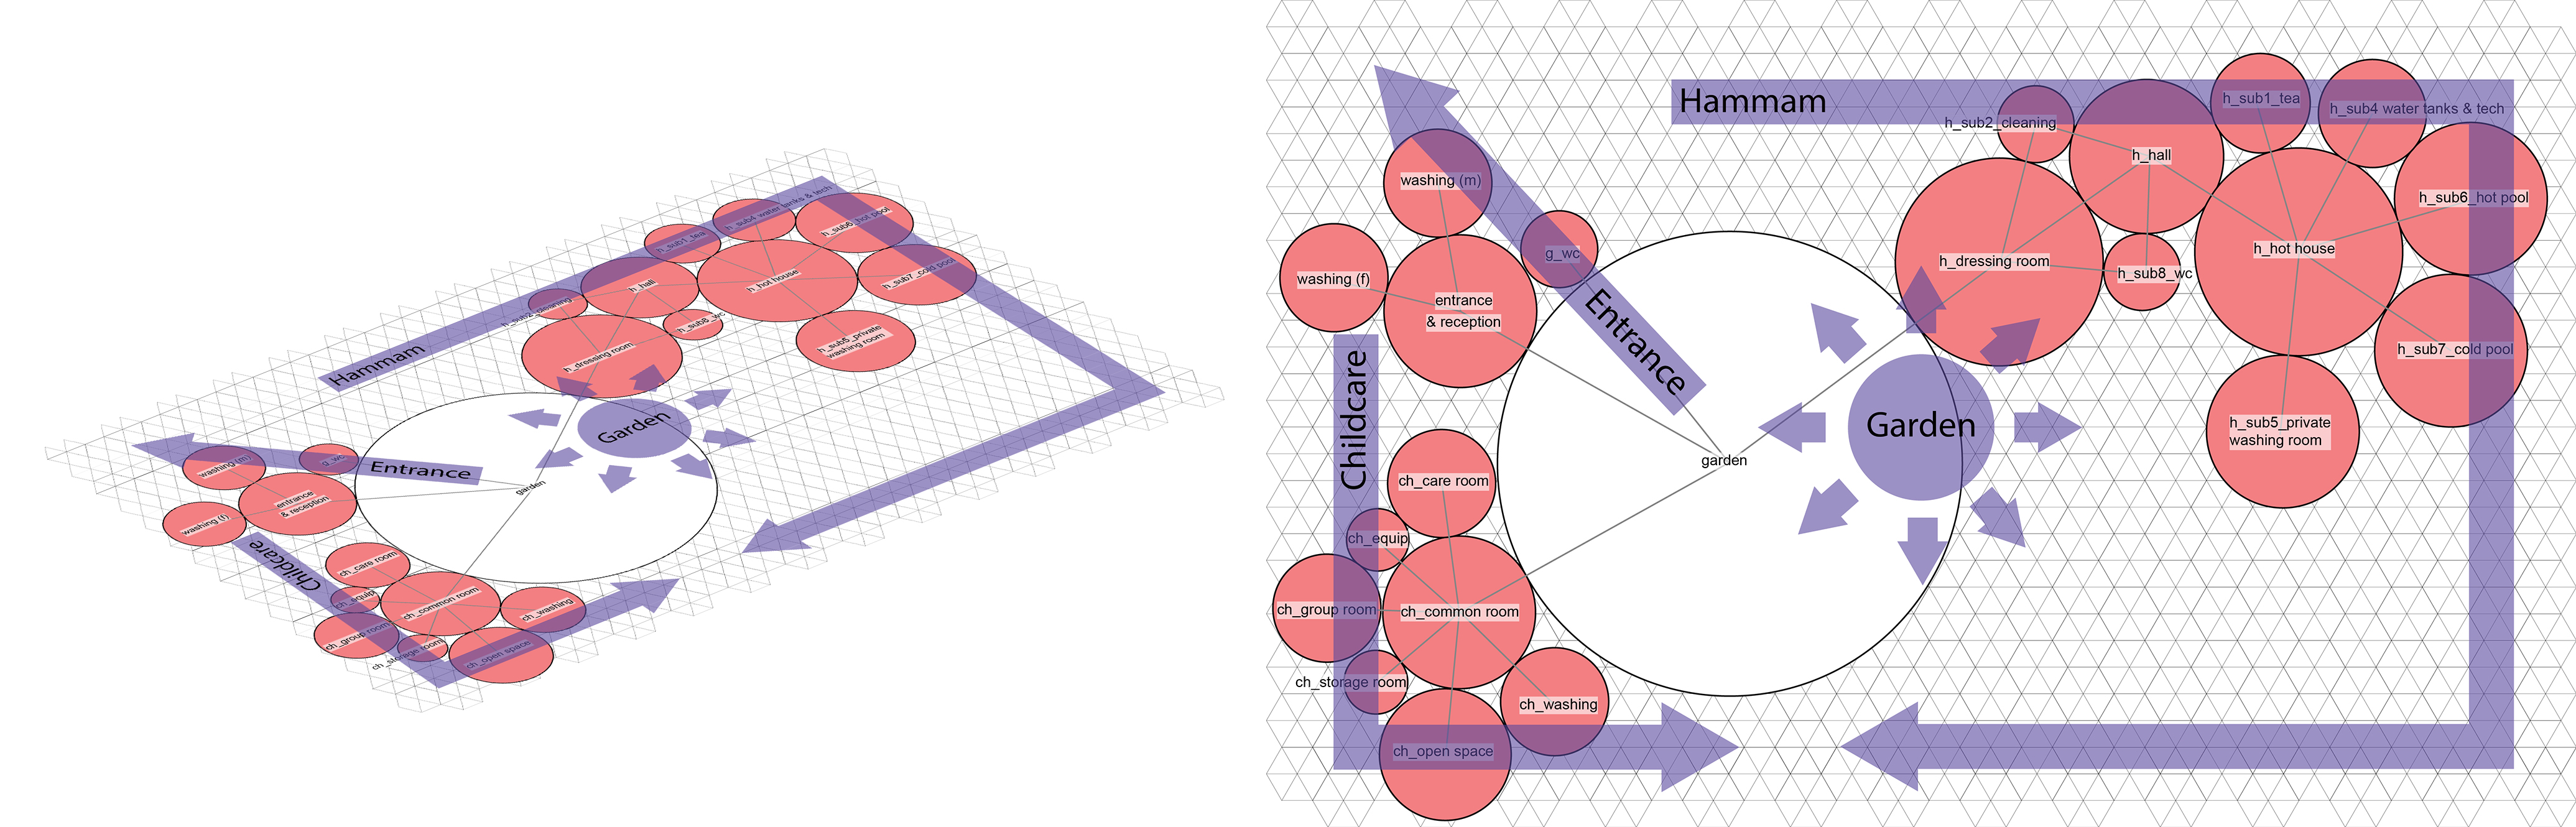 h_sub4 water tanks & tech
h_sub1_tea
h_sub6_hot pool
h_sub7_cold pool
h_hot house
h_hall
h_sub2_cleaning
h_sub8_wc
h_sub5_private
washing room
h_dressing room
Hammam
Garden
garden
Entrance
g_wc
washing (m)
entrance
& reception
washing (f)
Childcare
ch_care room
ch_equip
ch_common room
ch_washing
ch_group room
ch_storage room
ch_open space
Hammam
h_sub1_tea
h_sub4 water tanks & tech
h_sub2_cleaning
h_hall
washing (m)
h_sub6_hot pool
g_wc
h_hot house
h_dressing room
h_sub8_wc
washing (f)
entrance
& reception
Entrance
h_sub7_cold pool
Childcare
Garden
h_sub5_private
washing room
garden
ch_care room
ch_equip
ch_group room
ch_common room
ch_storage room
ch_washing
ch_open space